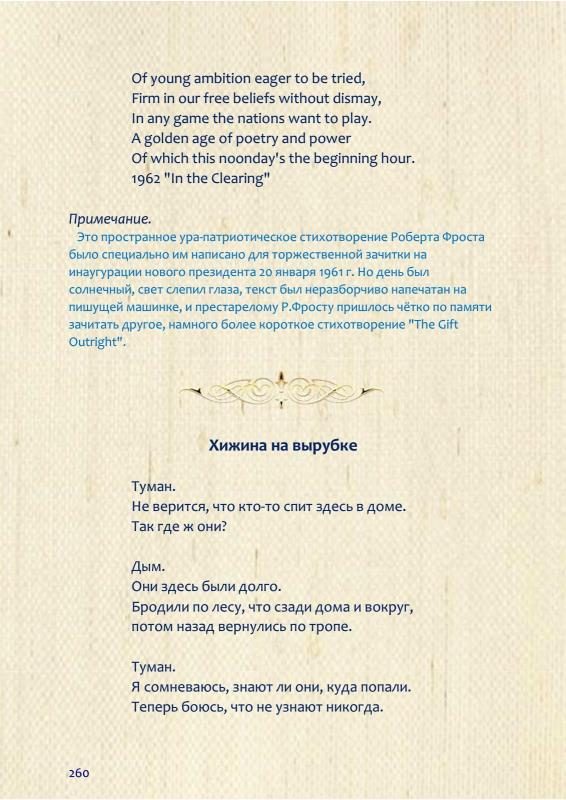 Of young ambition eager to be tried,
Firm in our free beliefs without dismay,
In any game the nations want to play.
A golden age of poetry and power
Of which this noonday's the beginning hour.
1962 "In the Clearing"
Примечание.
Это пространное ура-патриотическое стихотворение Роберта Фроста
было специально им написано для торжественной зачитки на
инаугурации нового президента 20 января 1961 г. Но день был
солнечный, свет слепил глаза, текст был неразборчиво напечатан на
пишущей машинке, и престарелому Р.Фросту пришлось чётко по памяти
зачитать другое, намного более короткое стихотворение "The Gift
Outright".
Хижина на вырубке
Туман.
Не верится, что кто-то спит здесь в доме.
Так где ж они?
Дым.
Они здесь были долго.
Бродили по лесу, что сзади дома и вокруг,
потом назад вернулись по тропе.
Туман.
Я сомневаюсь, знают ли они, куда попали.
Теперь боюсь, что не узнают никогда.
260